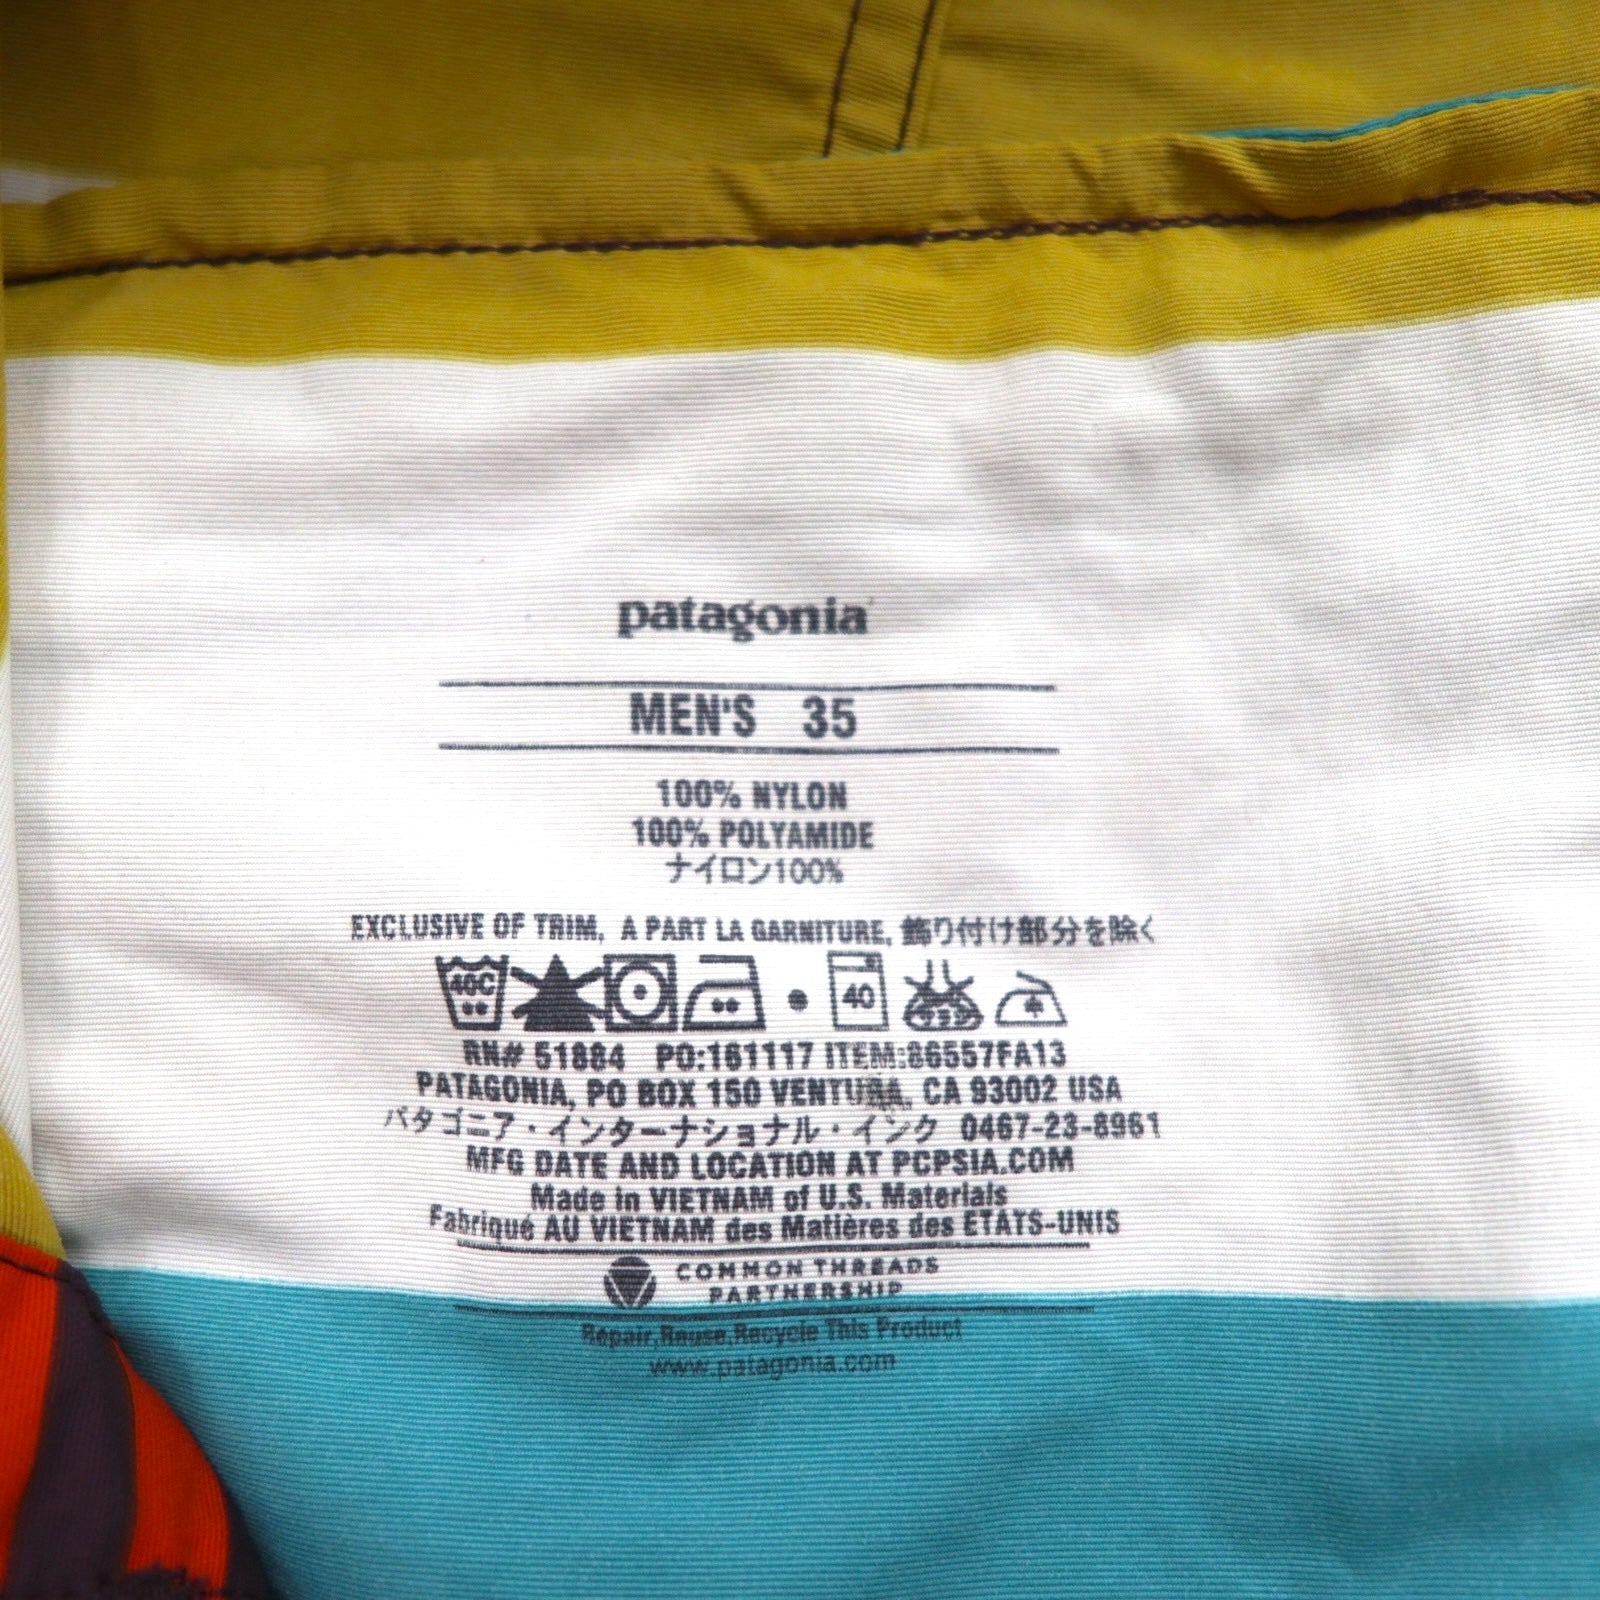 patagonia
MEN'S 35
100% NYLON
100% POLYAMIDE
ナイロン100%
EXCLUSIVE OF TRIM, A PART LA GARNITURE, 飾り付け部分を除く
40C 40
RN# 51884 PO:161117 ITEM:86557FA13
PATAGONIA, PO BOX 150 VENTURA, CA 93002 USA
パタゴニア・インターナショナル・インク 0467-23-8961
MFG DATE AND LOCATION AT PCPSIA.COM
Made in VIETNAM of U.S. Materials
Fabriqué AU VIETNAM des Matières des ÉTATS-UNIS
COMMON THREADS
PARTNERSHIP
Repair,Reuse,Recycle This Product
www.patagonia.com